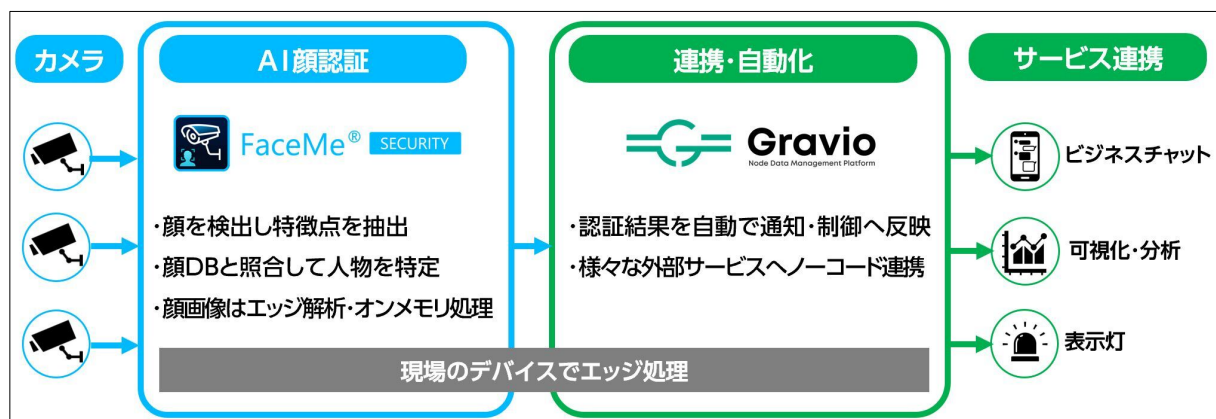 カメラ
AI顔認証
FaceMe® SECURITY
・顔を検出し特徴点を抽出
・顔DBと照合して人物を特定
・顔画像はエッジ解析・オンメモリ処理
連携・自動化
Gravio
Node Data Management Platform
・認証結果を自動で通知・制御へ反映
・様々な外部サービスへノーコード連携
現場のデバイスでエッジ処理
サービス連携
ビジネスチャット
可視化・分析
表示灯